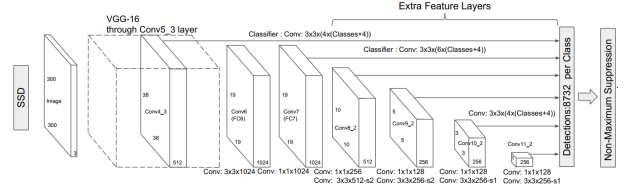 Extra Feature Layers
VGG-16
through Conv5_3 layer
Classifier : Conv: 3x3x(4x(Classes+4))
Classifier : Conv: 3x3x(6x(Classes+4))
SSD
300
Image
300
3
38
Conv4_3
38
512
19
Conv6
(FC6)
19
1024
19
Conv7
(FC7)
19
1024
10
Conv8_2
10
512
5
Conv9_2
5
256
Conv: 3x3x(4x(Classes+4))
3
Conv10_2
3
256
Conv11_2
256
Detections:8732 per Class
Non-Maximum Suppression
Conv: 3x3x1024
Conv: 1x1x1024
Conv: 1x1x256
Conv: 3x3x512-s2
Conv: 1x1x128
Conv: 3x3x256-s2
Conv: 1x1x128
Conv: 3x3x256-s1
Conv: 1x1x128
Conv: 3x3x256-s1